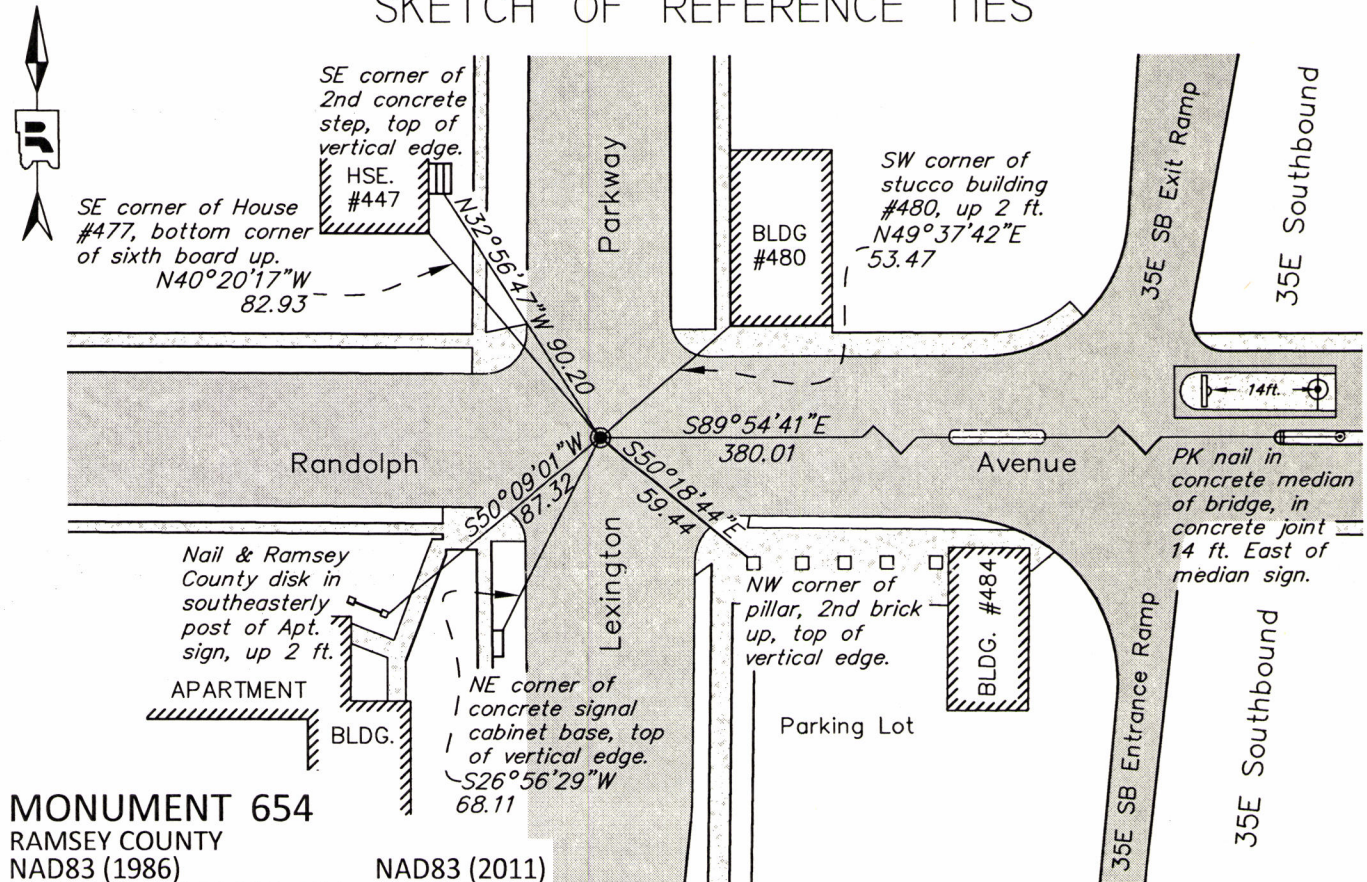 SKETCH OF REFERENCE TIES
SE corner of
2nd concrete
step, top of
vertical edge.
HSE.
#447
SE corner of House
#477, bottom corner
of sixth board up.
N40°20'17"W
82.93
N32°56'47"W 90.20
Parkway
BLDG
#480
SW corner of
stucco building
#480, up 2 ft.
N49°37'42"E
53.47
35E SB Exit Ramp
35E Southbound
14ft.
S89°54'41"E
380.01
Randolph
Avenue
PK nail in
concrete median
of bridge, in
concrete joint
14 ft. East of
median sign.
S50°09'01"W
87.32
S50°18'44"E
59.44
Lexington
Nail & Ramsey
County disk in
southeasterly
post of Apt.
sign, up 2 ft.
APARTMENT
BLDG.
NE corner of
concrete signal
cabinet base, top
of vertical edge.
S26°56'29"W
68.11
NW corner of
pillar, 2nd brick
up, top of
vertical edge.
BLDG. #484
Parking Lot
35E SB Entrance Ramp
35E Southbound
MONUMENT 654
RAMSEY COUNTY
NAD83 (1986)
NAD83 (2011)